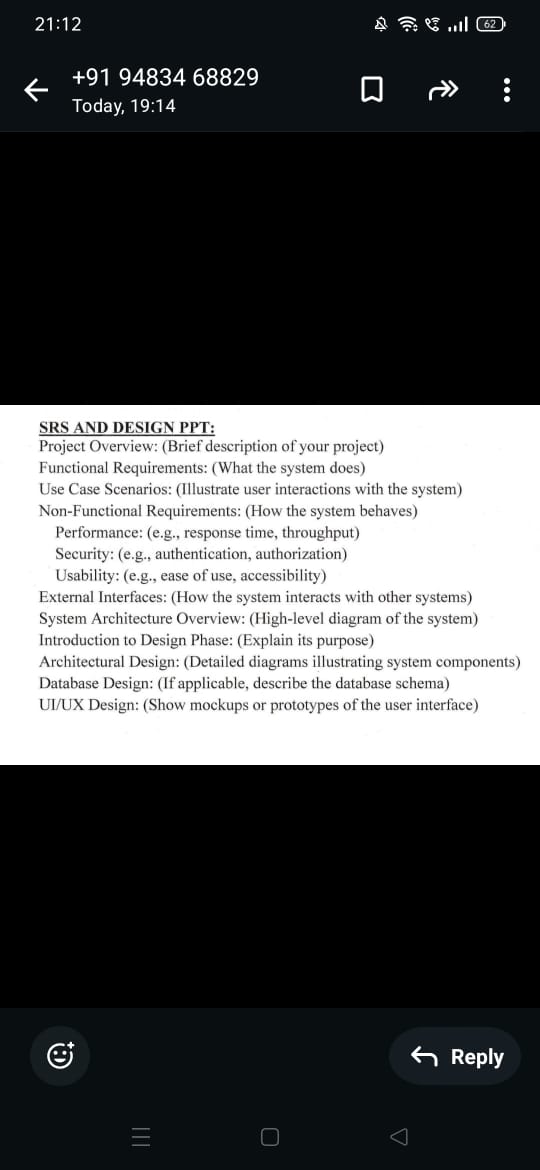 21:12
62
+91 94834 68829
Today, 19:14
SRS AND DESIGN PPT:
Project Overview: (Brief description of your project)
Functional Requirements: (What the system does)
Use Case Scenarios: (Illustrate user interactions with the system)
Non-Functional Requirements: (How the system behaves)
Performance: (e.g., response time, throughput)
Security: (e.g., authentication, authorization)
Usability: (e.g., ease of use, accessibility)
External Interfaces: (How the system interacts with other systems)
System Architecture Overview: (High-level diagram of the system)
Introduction to Design Phase: (Explain its purpose)
Architectural Design: (Detailed diagrams illustrating system components)
Database Design: (If applicable, describe the database schema)
UI/UX Design: (Show mockups or prototypes of the user interface)
Reply